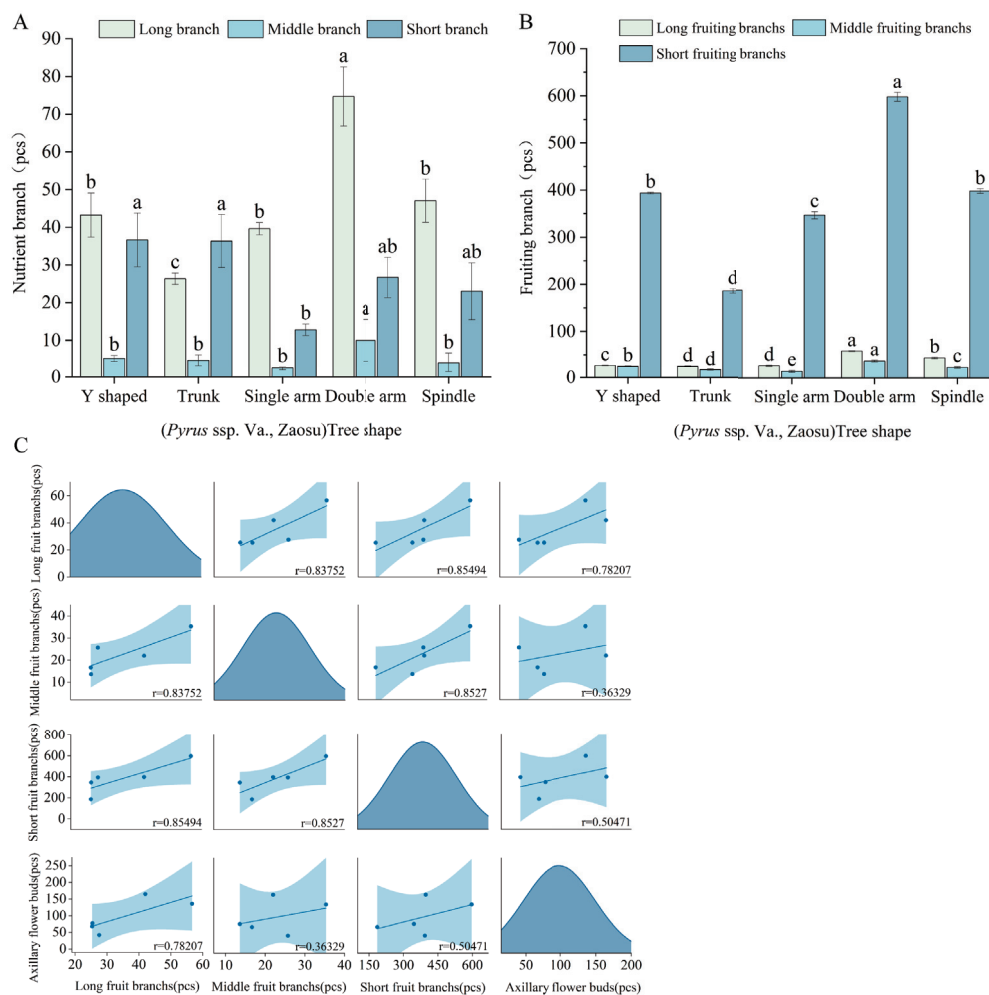 A
Long branch Middle branch Short branch
Nutrient branch（pcs）
90
80
70
60
50
40
30
20
10
0
b b a
c b a
b b
a a ab
b b ab
Y shaped Trunk Single arm Double arm Spindle
(Pyrus ssp. Va., Zaosu)Tree shape
B
Long fruiting branchs Middle fruiting branchs
Short fruiting branchs
Fruiting branch（pcs）
700
600
500
400
300
200
100
0
c b b
d d d
d e c
a a a
b c b
Y shaped Trunk Single arm Double arm Spindle
(Pyrus ssp. Va., Zaosu)Tree shape
C
Long fruit branchs(pcs)
60
40
20
0
r=0.83752
r=0.85494
r=0.78207
Middle fruit branchs(pcs)
40
30
20
10
r=0.83752
r=0.8527
r=0.36329
Short fruit branchs(pcs)
800
600
400
200
0
r=0.85494
r=0.8527
r=0.50471
Axillary flower buds(pcs)
250
200
150
100
50
0
r=0.78207
r=0.36329
r=0.50471
20 30 40 50 60
10 20 30 40
150 300 450 600
50 100 150 200
Long fruit branchs(pcs) Middle fruit branchs(pcs) Short fruit branchs(pcs) Axillary flower buds(pcs)